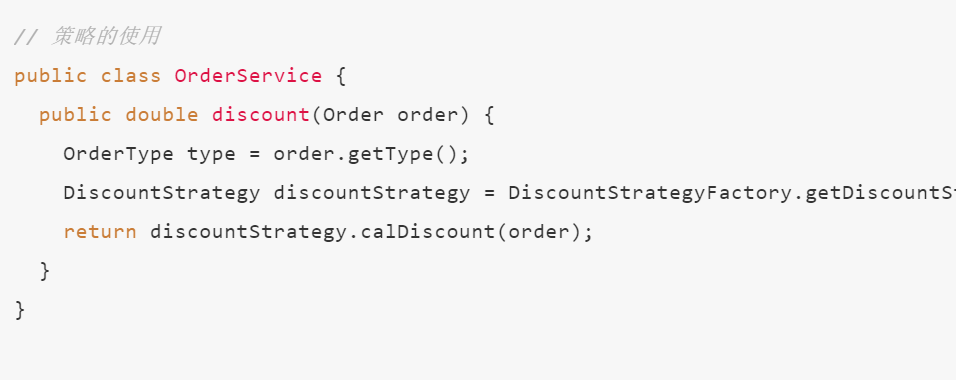 // 策略的使用
public class OrderService {
public double discount(Order order) {
OrderType type = order.getType();
DiscountStrategy discountStrategy = DiscountStrategyFactory.getDiscountSt
return discountStrategy.calDiscount(order);
}
}